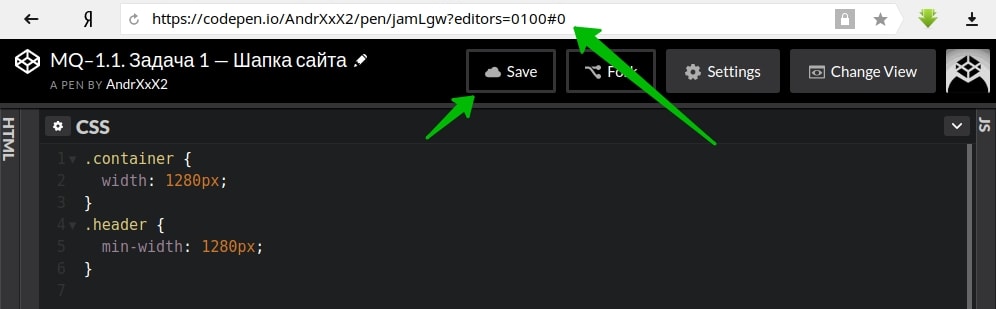 Я https://codepen.io/AndrXxX2/pen/jamLgw?editors=0100#0
MQ-1.1. Задача 1 — Шапка сайта
A PEN BY AndrXxX2
Save
Fork
Settings
Change View
HTML
CSS
JS
1 .container {
2 width: 1280px;
3 }
4 .header {
5 min-width: 1280px;
6 }
7